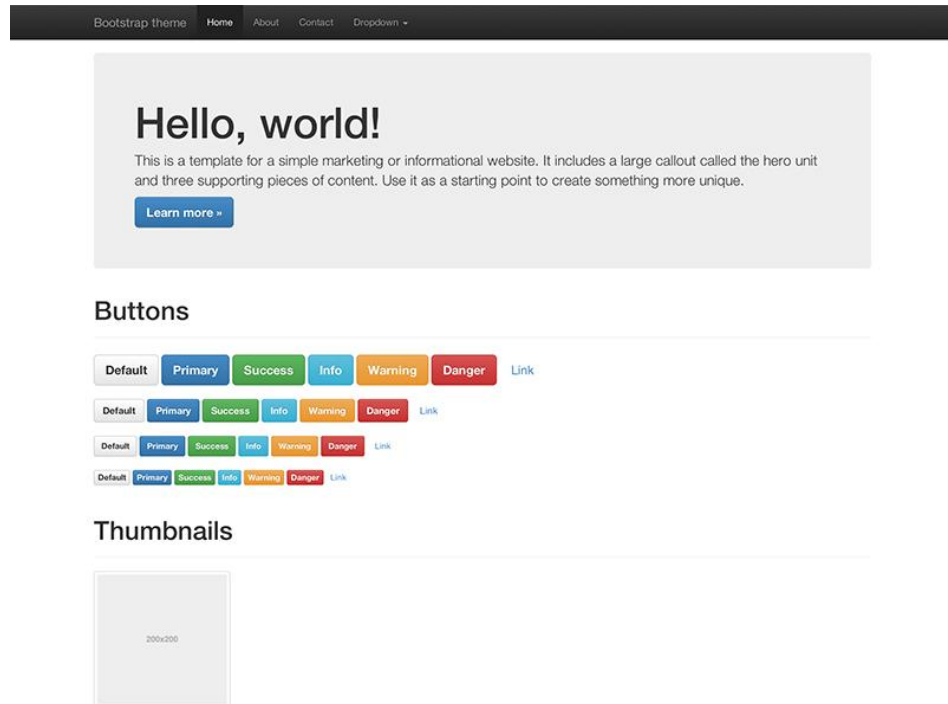 Bootstrap theme Home About Contact Dropdown
Hello, world!
This is a template for a simple marketing or informational website. It includes a large callout called the hero unit
and three supporting pieces of content. Use it as a starting point to create something more unique.
Learn more »
Buttons
Default Primary Success Info Warning Danger Link
Default Primary Success Info Warning Danger Link
Default Primary Success Info Warning Danger Link
Default Primary Success Info Warning Danger Link
Thumbnails
200x200